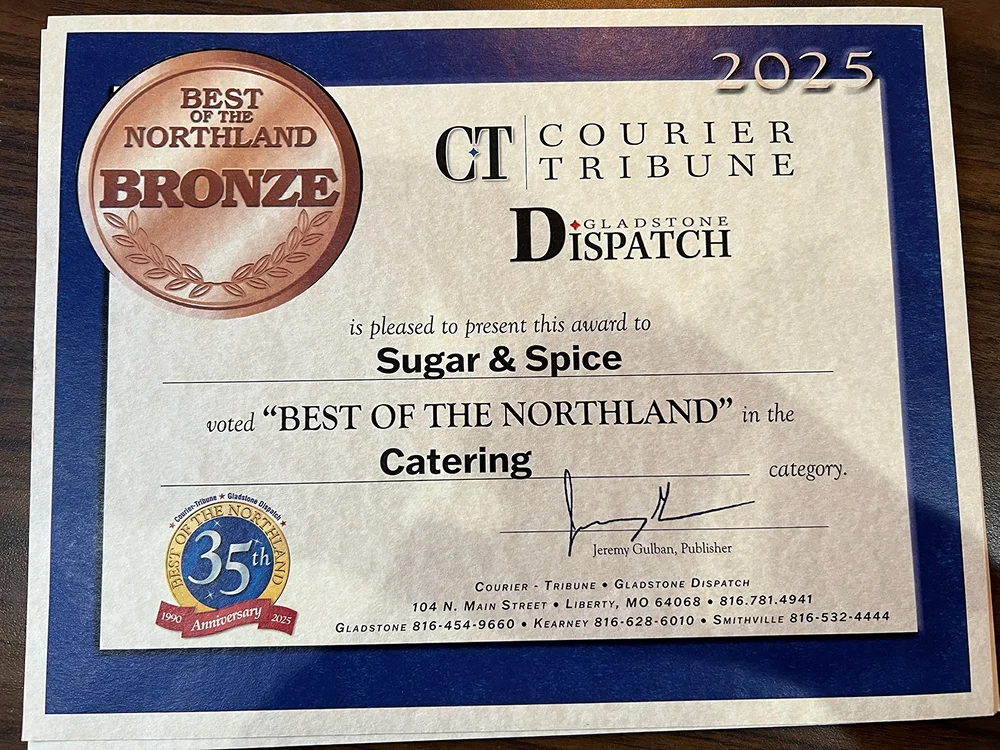 2025
BEST
OF THE
NORTHLAND
BRONZE
CT COURIER
TRIBUNE
GLADSTONE
DISPATCH
is pleased to present this award to
Sugar & Spice
voted “BEST OF THE NORTHLAND” in the
Catering category.
Jeremy Gulban, Publisher
Courier-Tribune ★ Gladstone Dispatch
BEST OF THE NORTHLAND
35th
1990 Anniversary 2025
COURIER - TRIBUNE • GLADSTONE DISPATCH
104 N. MAIN STREET • LIBERTY, MO 64068 • 816.781.4941
GLADSTONE 816-454-9660 • KEARNEY 816-628-6010 • SMITHVILLE 816-532-4444